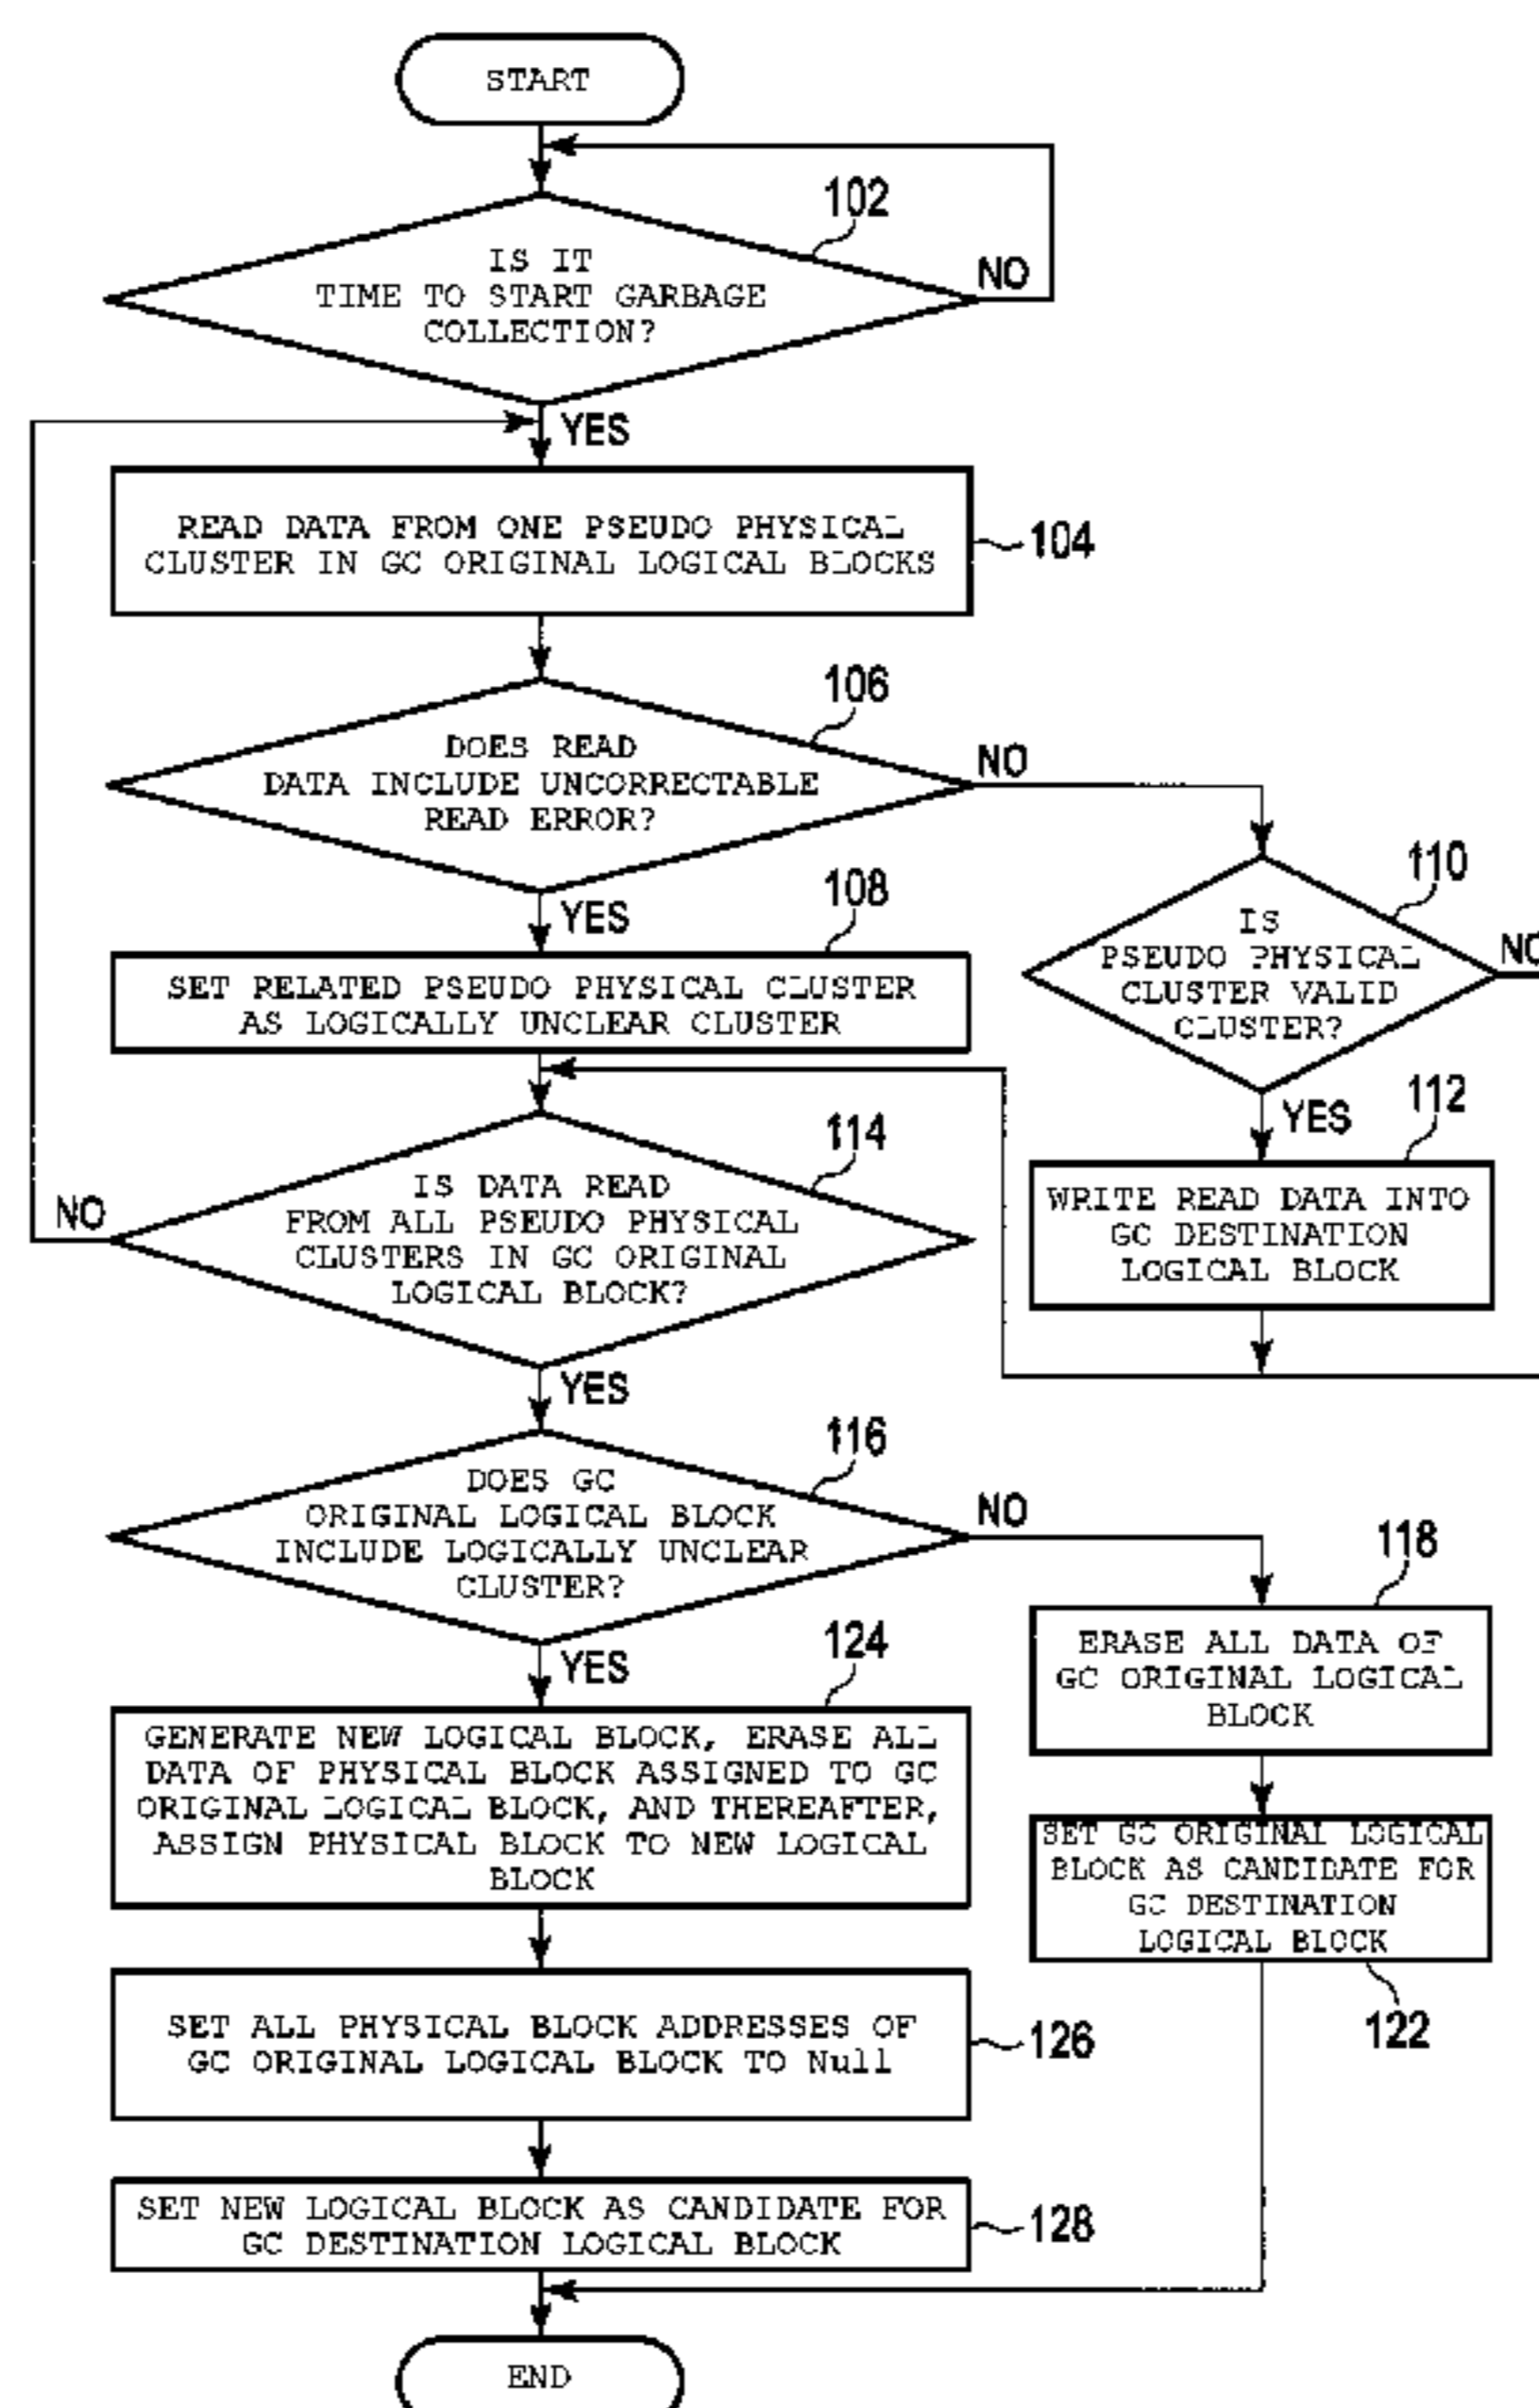 START
102
IS IT
TIME TO START GARBAGE
COLLECTION?
NO
YES
READ DATA FROM ONE PSEUDO PHYSICAL
CLUSTER IN GC ORIGINAL LOGICAL BLOCKS
104
106
DOES READ
DATA INCLUDE UNCORRECTABLE
READ ERROR?
NO
YES
108
SET RELATED PSEUDO PHYSICAL CLUSTER
AS LOGICALLY UNCLEAR CLUSTER
110
IS
PSEUDO PHYSICAL
CLUSTER VALID
CLUSTER?
NO
YES
112
WRITE READ DATA INTO
GC DESTINATION
LOGICAL BLOCK
114
IS DATA READ
FROM ALL PSEUDO PHYSICAL
CLUSTERS IN GC ORIGINAL
LOGICAL BLOCK?
NO
YES
116
DOES GC
ORIGINAL LOGICAL BLOCK
INCLUDE LOGICALLY UNCLEAR
CLUSTER?
NO
YES
118
ERASE ALL DATA OF
GC ORIGINAL LOGICAL
BLOCK
SET GC ORIGINAL LOGICAL
BLOCK AS CANDIDATE FOR
GC DESTINATION
LOGICAL BLOCK
122
124
GENERATE NEW LOGICAL BLOCK, ERASE ALL
DATA OF PHYSICAL BLOCK ASSIGNED TO GC
ORIGINAL LOGICAL BLOCK, AND THEREAFTER,
ASSIGN PHYSICAL BLOCK TO NEW LOGICAL
BLOCK
SET ALL PHYSICAL BLOCK ADDRESSES OF
GC ORIGINAL LOGICAL BLOCK TO Null
126
SET NEW LOGICAL BLOCK AS CANDIDATE FOR
GC DESTINATION LOGICAL BLOCK
128
END